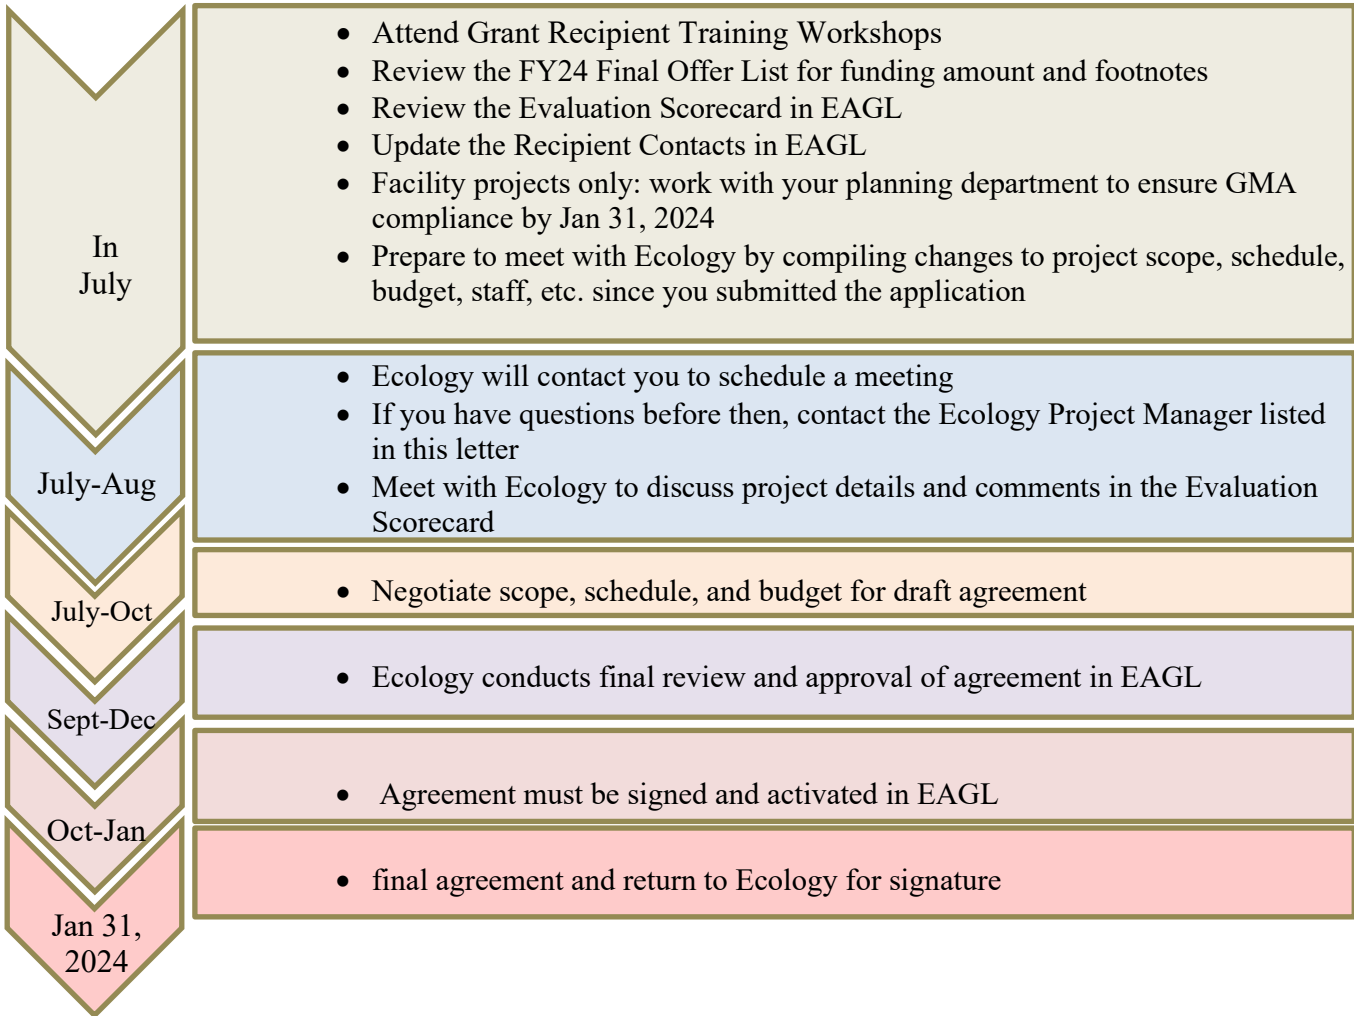 In
July
• Attend Grant Recipient Training Workshops
• Review the FY24 Final Offer List for funding amount and footnotes
• Review the Evaluation Scorecard in EAGL
• Update the Recipient Contacts in EAGL
• Facility projects only: work with your planning department to ensure GMA
compliance by Jan 31, 2024
• Prepare to meet with Ecology by compiling changes to project scope, schedule,
budget, staff, etc. since you submitted the application
July-Aug
• Ecology will contact you to schedule a meeting
• If you have questions before then, contact the Ecology Project Manager listed
in this letter
• Meet with Ecology to discuss project details and comments in the Evaluation
Scorecard
July-Oct
• Negotiate scope, schedule, and budget for draft agreement
Sept-Dec
• Ecology conducts final review and approval of agreement in EAGL
Oct-Jan
• Agreement must be signed and activated in EAGL
Jan 31,
2024
• final agreement and return to Ecology for signature